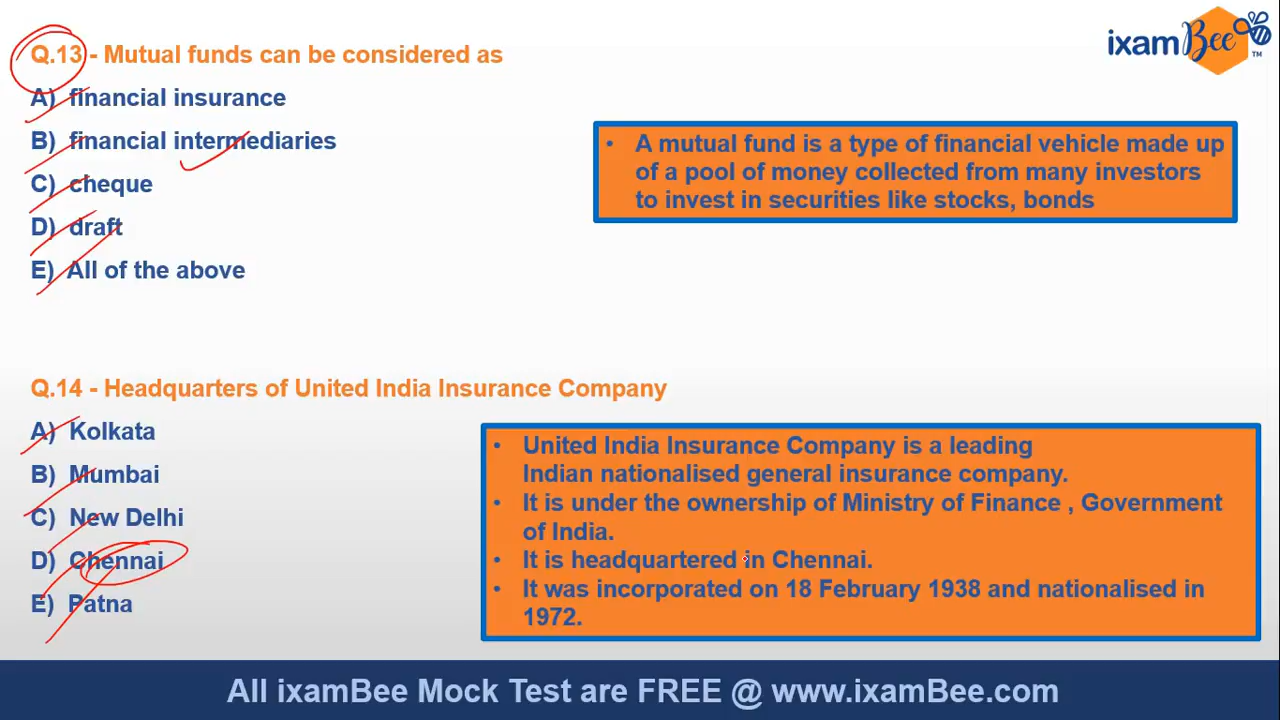 Q.13 - Mutual funds can be considered as
A) financial insurance
B) financial intermediaries
C) cheque
D) draft
E) All of the above
ixamBee
TM
• A mutual fund is a type of financial vehicle made up
of a pool of money collected from many investors
to invest in securities like stocks, bonds
Q.14 - Headquarters of United India Insurance Company
A) Kolkata
B) Mumbai
C) New Delhi
D) Chennai
E) Patna
• United India Insurance Company is a leading
Indian nationalised general insurance company.
• It is under the ownership of Ministry of Finance , Government
of India.
• It is headquartered in Chennai.
• It was incorporated on 18 February 1938 and nationalised in
1972.
All ixamBee Mock Test are FREE @ www.ixamBee.com